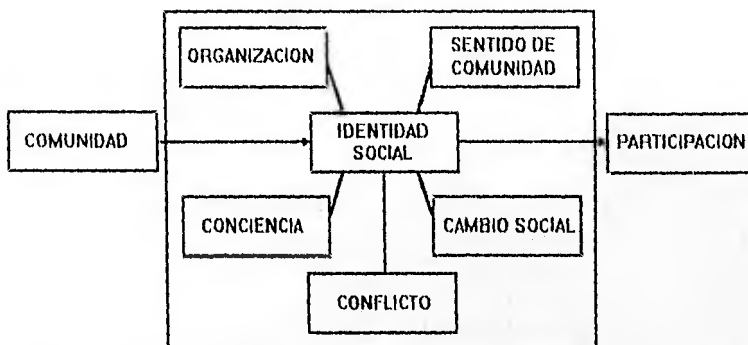 ORGANIZACION
SENTIDO DE
COMUNIDAD
COMUNIDAD
IDENTIDAD
SOCIAL
PARTICIPACION
CONCIENCIA
CAMBIO SOCIAL
CONFLICTO